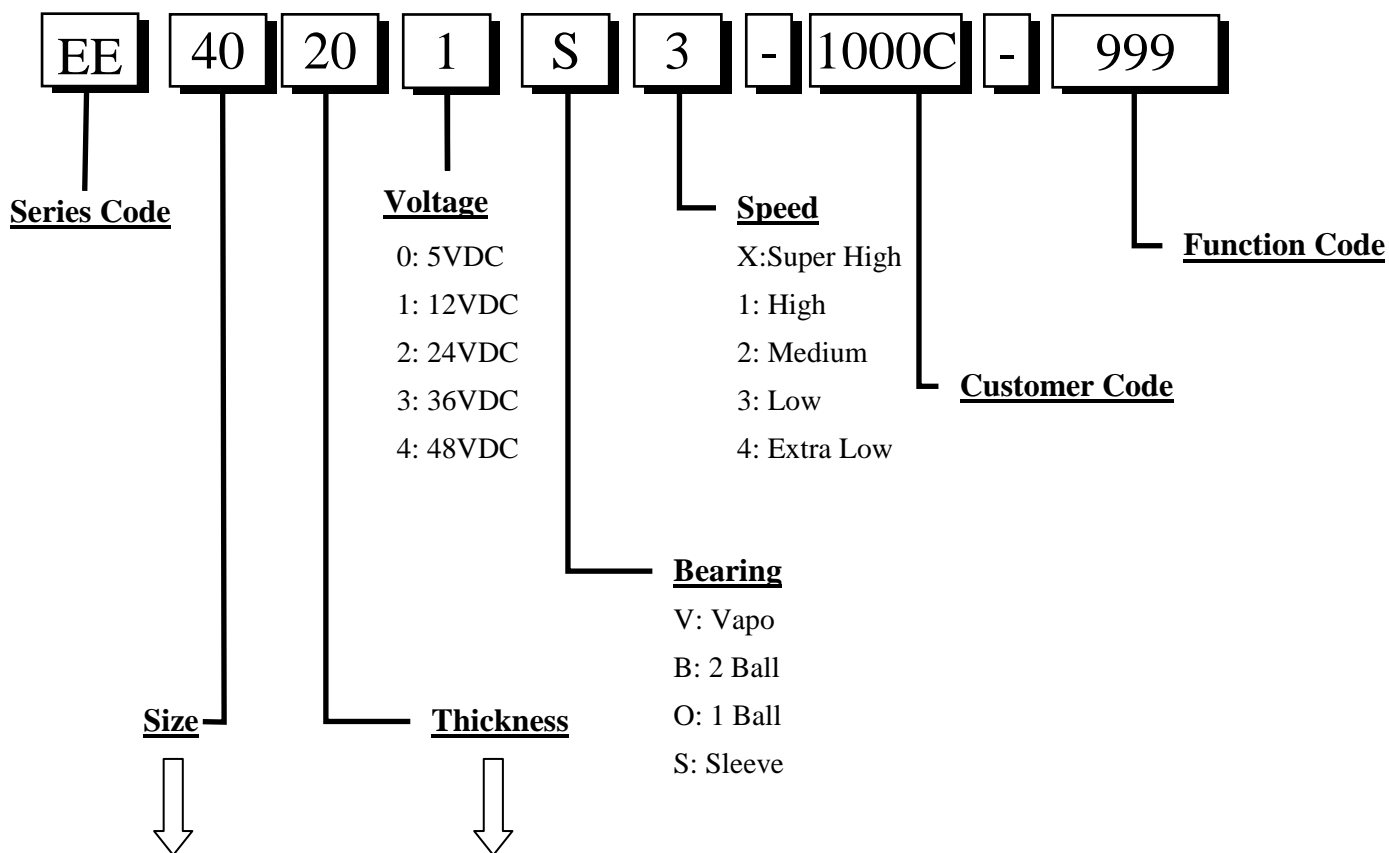 EE 40 20 1 S 3 - 1000C - 999
Series Code
Voltage
0: 5VDC
1: 12VDC
2: 24VDC
3: 36VDC
4: 48VDC
Speed
X:Super High
1: High
2: Medium
3: Low
4: Extra Low
Function Code
Customer Code
Bearing
V: Vapo
B: 2 Ball
O: 1 Ball
S: Sleeve
Size
Thickness